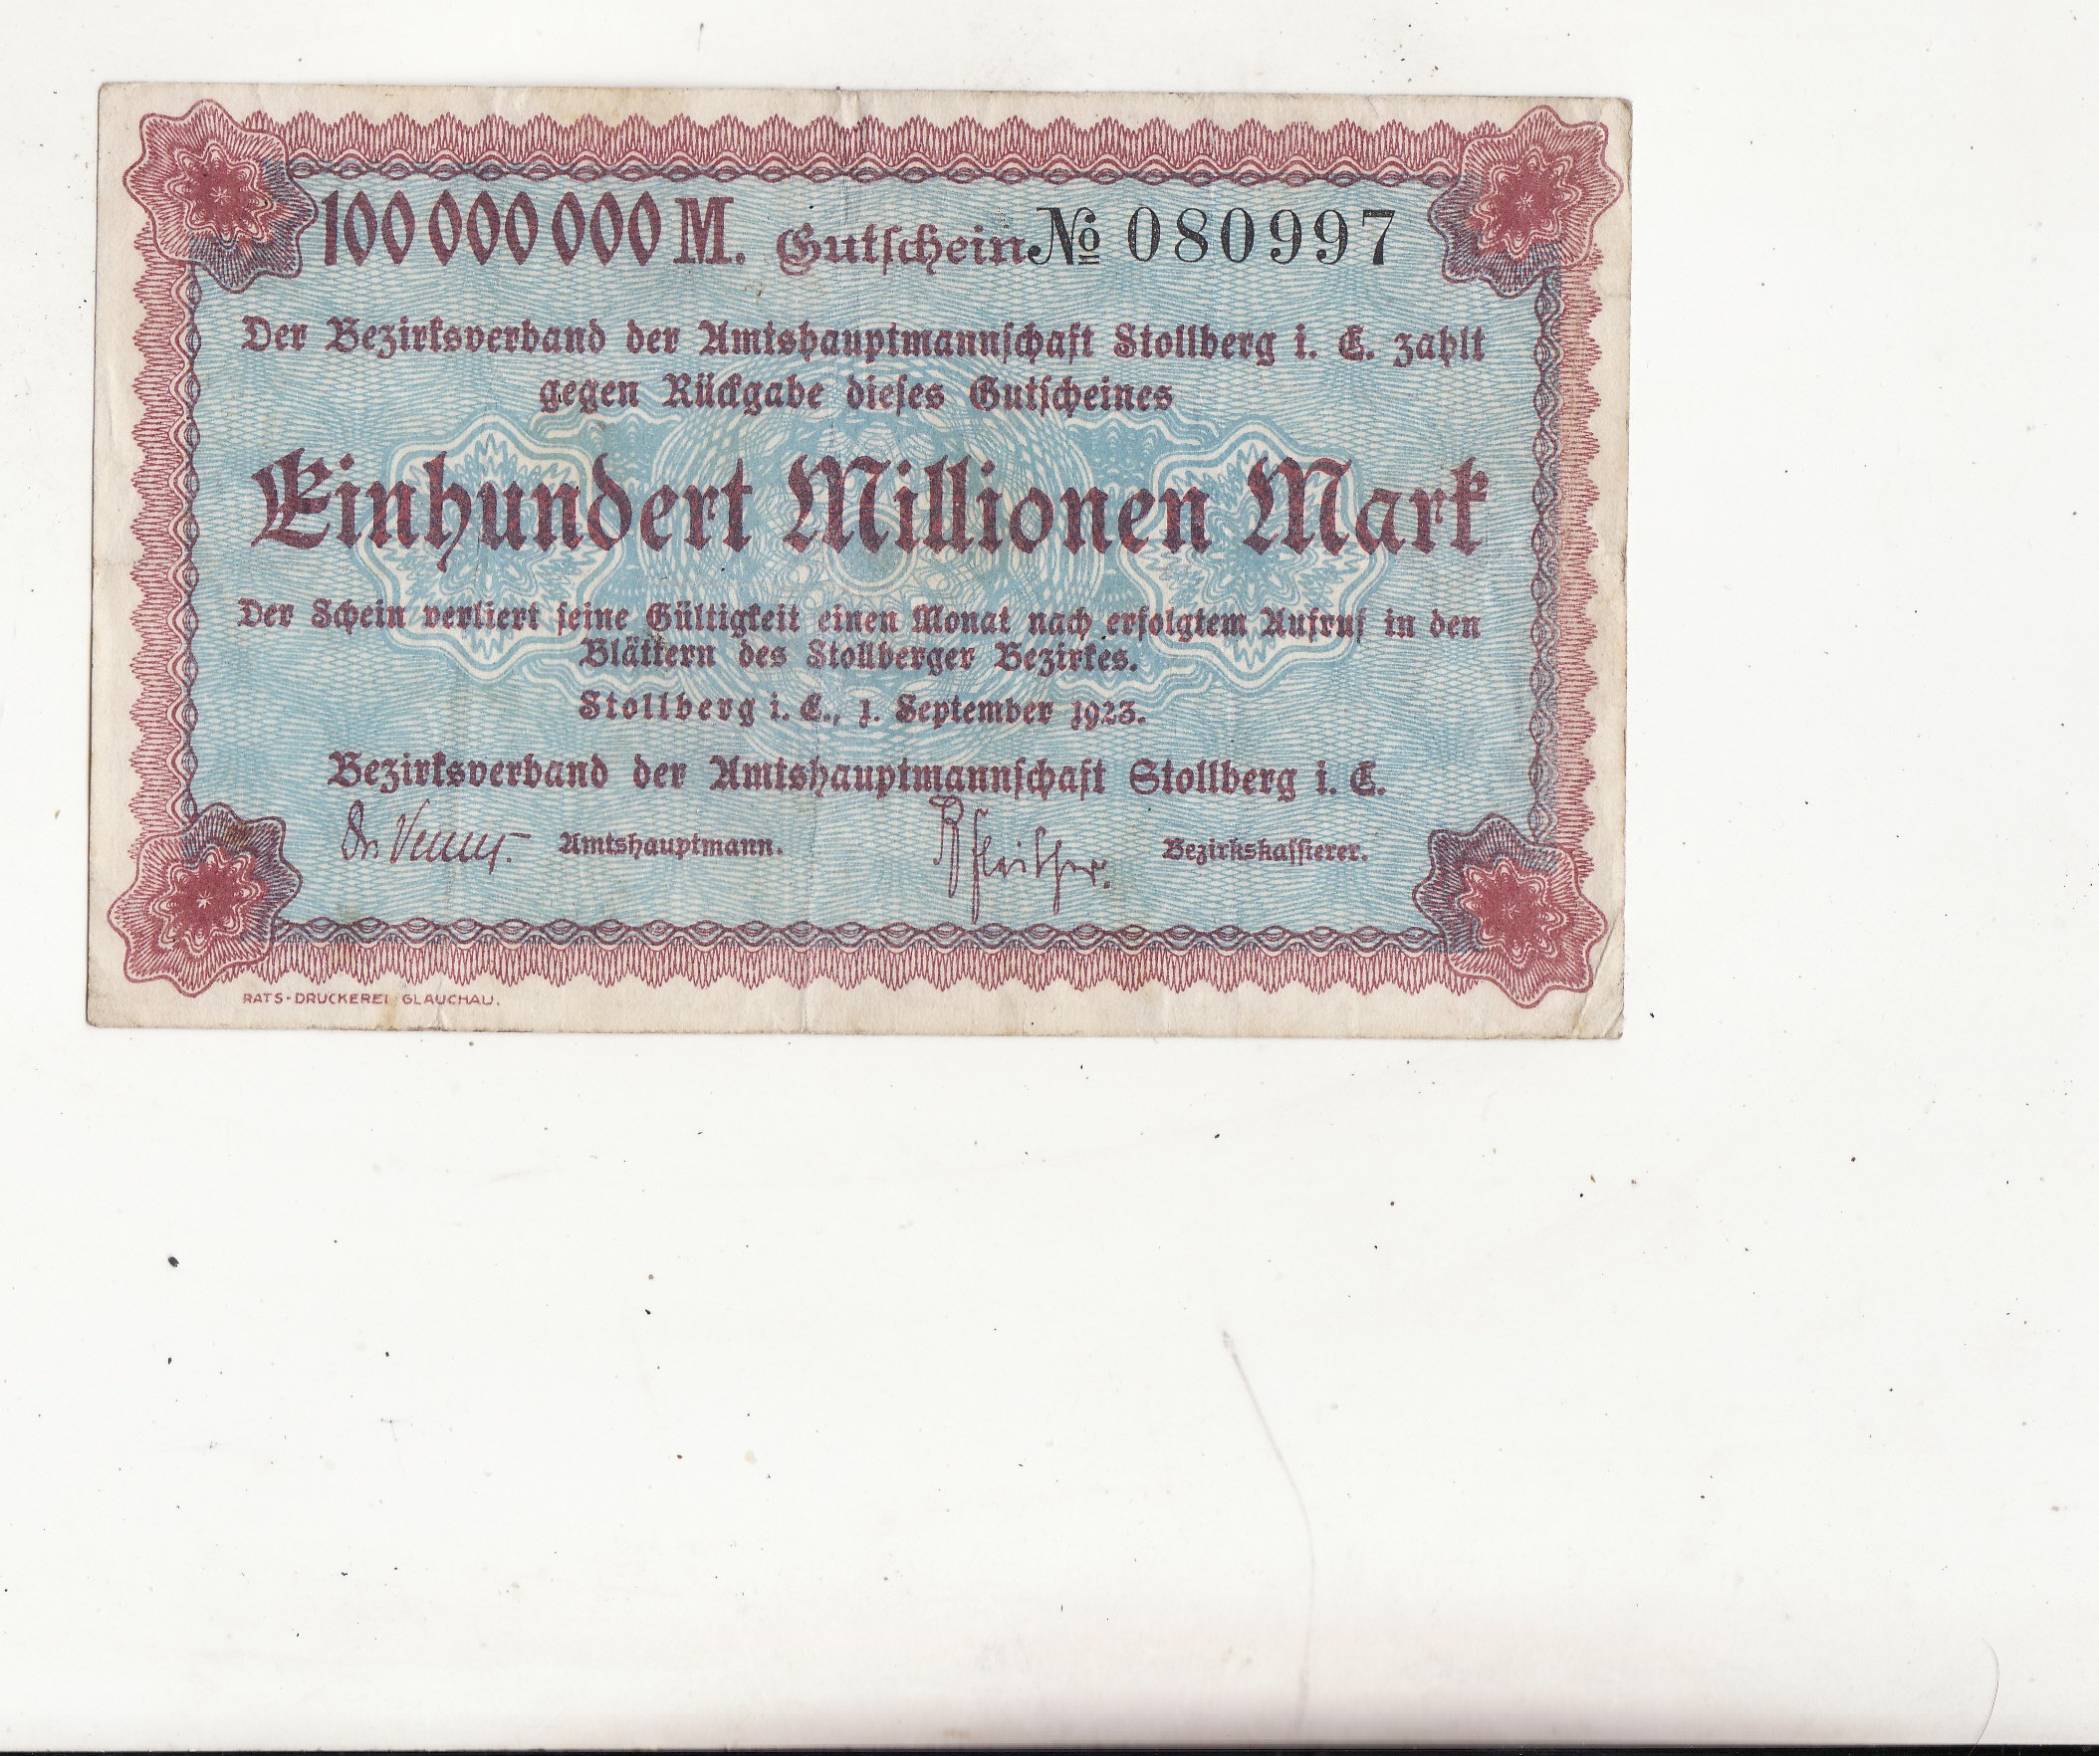 100 000 000 M. Gutschein № 080997
Der Bezirksverband der Amtshauptmannschaft Stollberg i. E. zahlt
gegen Rückgabe dieses Gutscheines
Einhundert Millionen Mark
Der Schein verliert seine Gültigkeit einen Monat nach erfolgtem Aufruf in den
Blättern des Stollberger Bezirkes.
Stollberg i. E., 1. September 1923.
Bezirksverband der Amtshauptmannschaft Stollberg i. E.
Dr. Amtshauptmann. Bezirkskassierer.
RATS-DRUCKEREI GLAUCHAU.